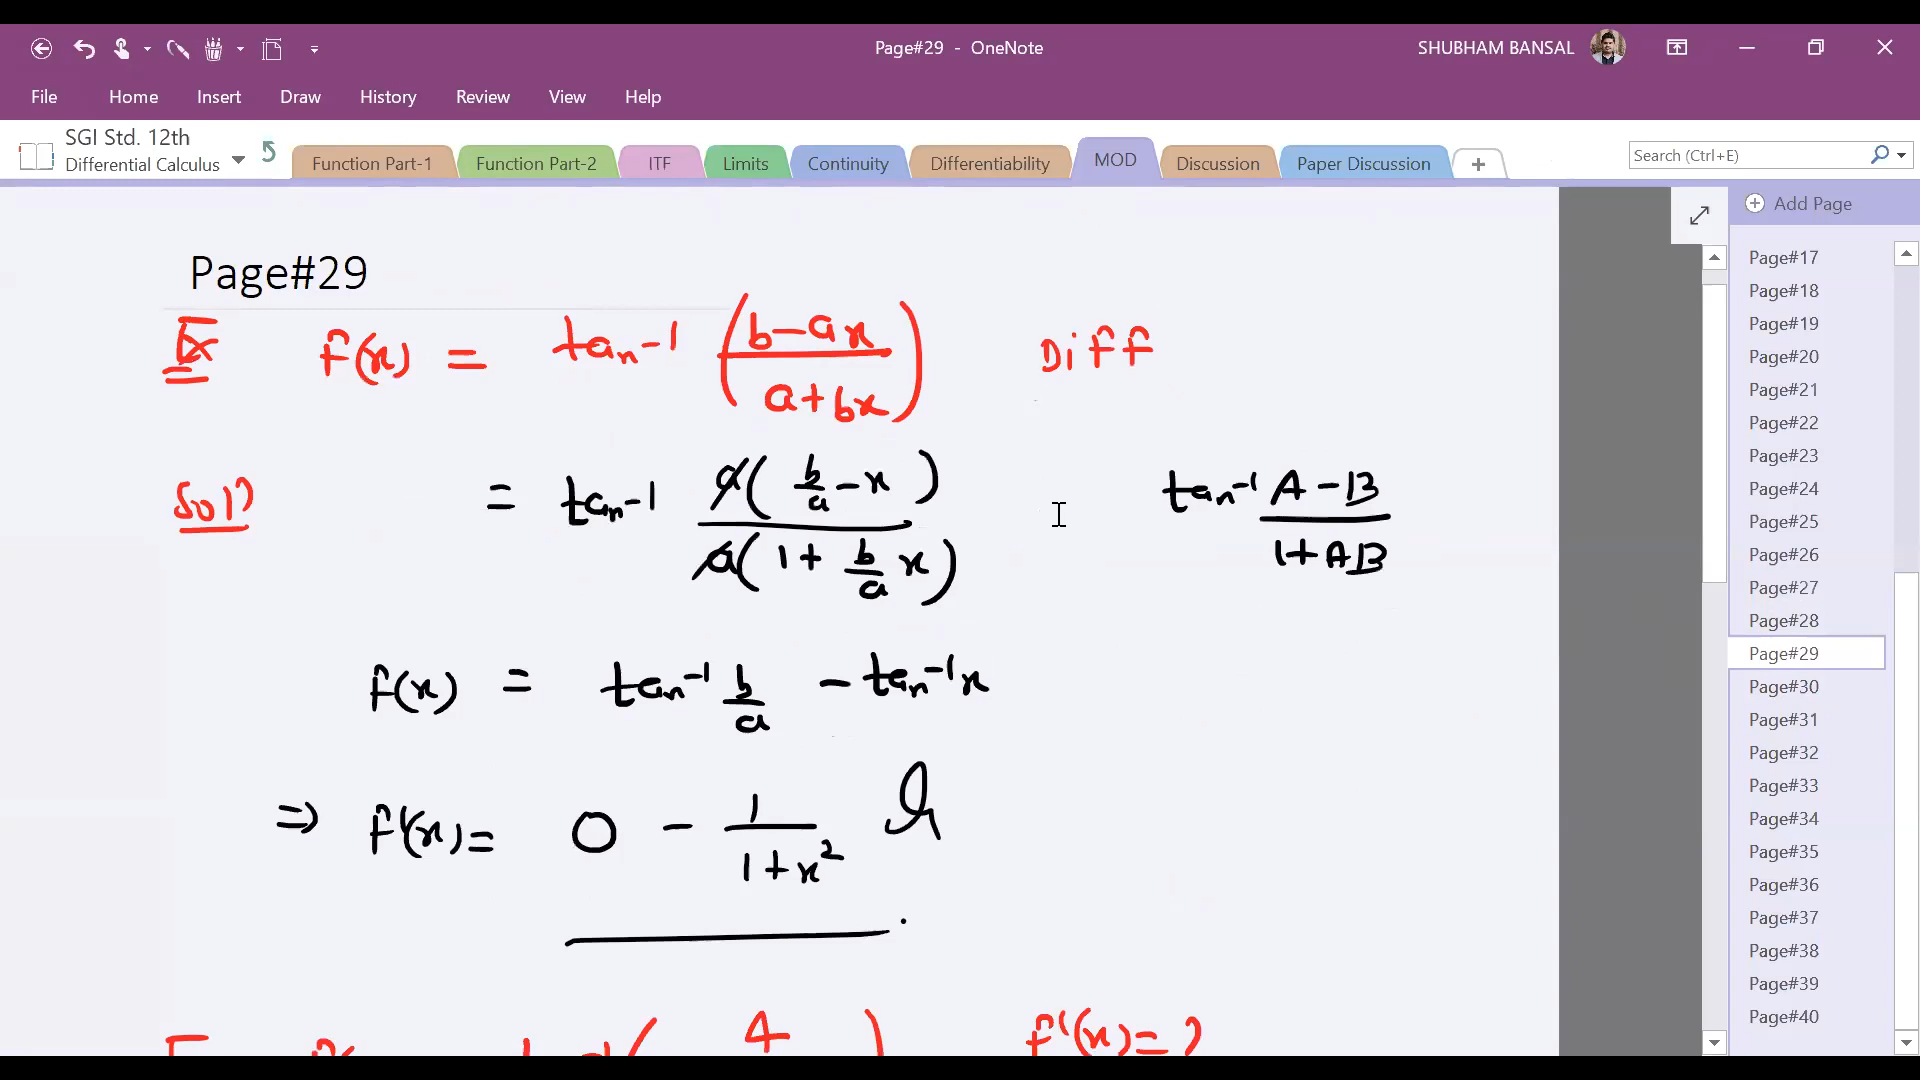 Page#29 - OneNote
SHUBHAM BANSAL
File Home Insert Draw History Review View Help
SGI Std. 12th
Differential Calculus
Function Part-1 Function Part-2 ITF Limits Continuity Differentiability MOD Discussion Paper Discussion +
Search (Ctrl+E)
Add Page
Page#29
Ex f(x) = tan⁻¹ ((b-ax)/(a+bx)) Diff
Solⁿ = tan⁻¹ (a(b/a - x))/(a(1 + b/a x)) tan⁻¹ (A-B)/(1+AB)
f(x) = tan⁻¹ b/a - tan⁻¹x
⇒ f'(x) = 0 - 1/(1+x²)
4 f'(x) = ?
Page#17
Page#18
Page#19
Page#20
Page#21
Page#22
Page#23
Page#24
Page#25
Page#26
Page#27
Page#28
Page#29
Page#30
Page#31
Page#32
Page#33
Page#34
Page#35
Page#36
Page#37
Page#38
Page#39
Page#40